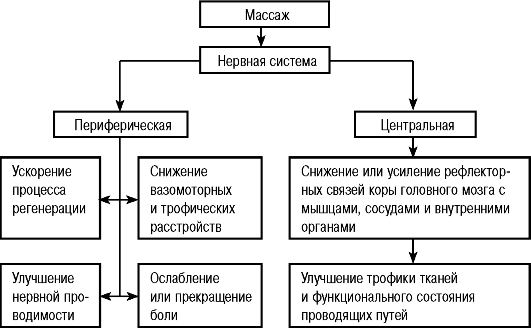 Массаж
Нервная система
Периферическая
Центральная
Ускорение
процесса
регенерации
Снижение
вазомоторных
и трофических
расстройств
Снижение или усиление рефлектор-
ных связей коры головного мозга с
мышцами, сосудами и внутренними
органами
Улучшение
нервной про-
водимости
Ослабление
или прекращение
боли
Улучшение трофики тканей
и функционального состояния
проводящих путей